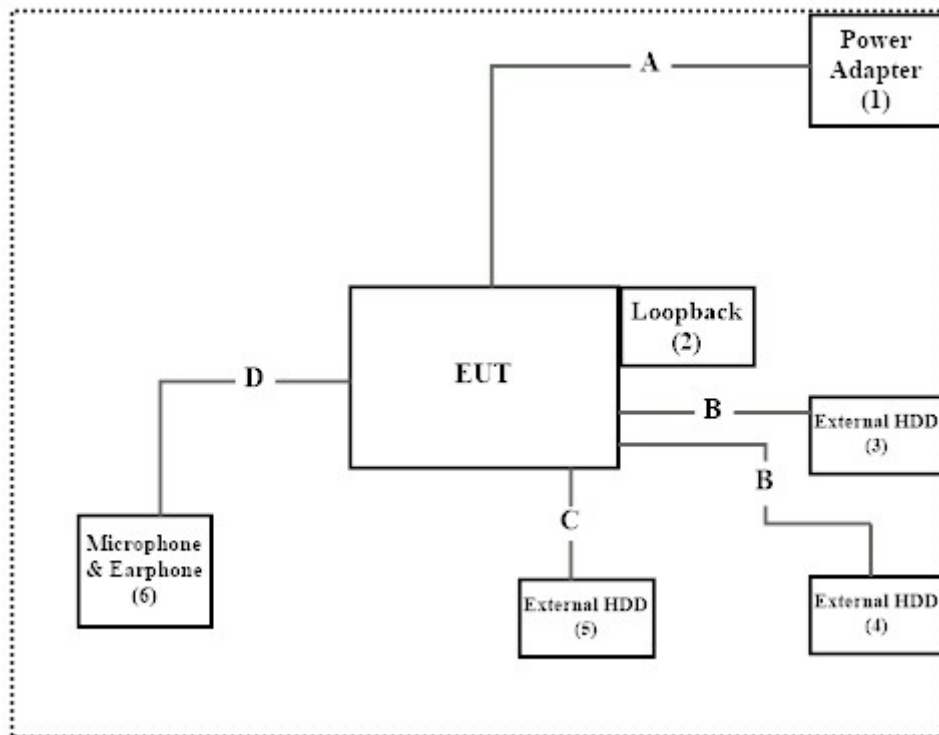 Power
Adapter
(1)
A
Loopback
(2)
EUT
D
B
External HDD
(3)
B
C
Microphone
& Earphone
(6)
External HDD
(5)
External HDD
(4)